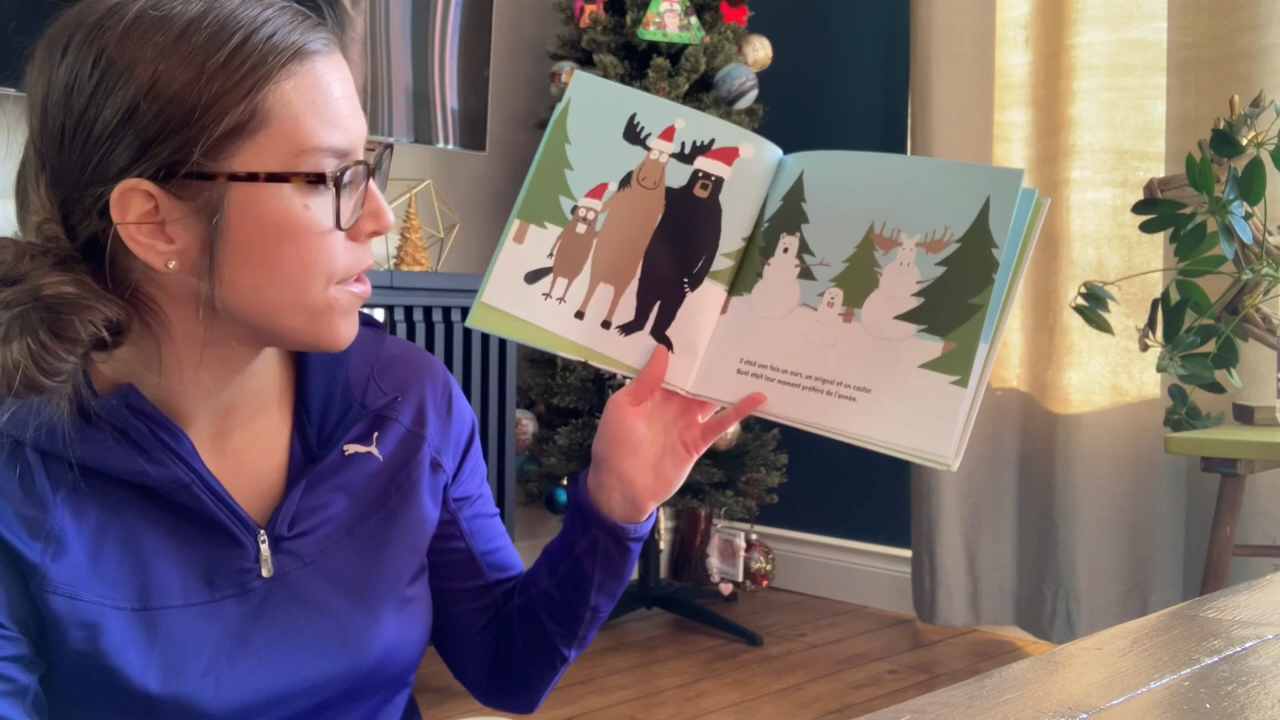 Il était une fois un ours, un orignal et un castor.
Noël était leur moment préféré de l'année.